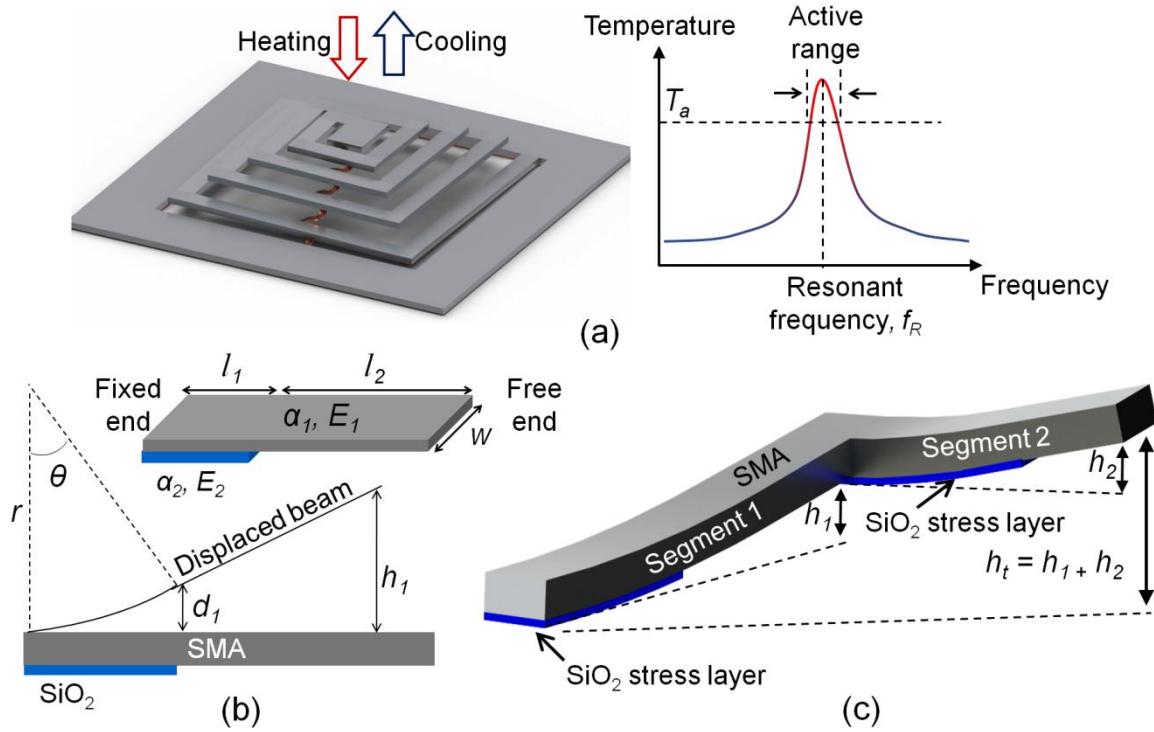 Heating
Cooling
Temperature
Active
range
Tₐ
Resonant
frequency, f_R
Frequency
(a)
l₁
l₂
Fixed
end
Free
end
α₁, E₁
w
α₂, E₂
θ
r
Displaced beam
d₁
h₁
SMA
SiO₂
(b)
SMA
Segment 1
Segment 2
h₁
h₂
SiO₂ stress layer
hₜ = h₁ + h₂
SiO₂ stress layer
(c)